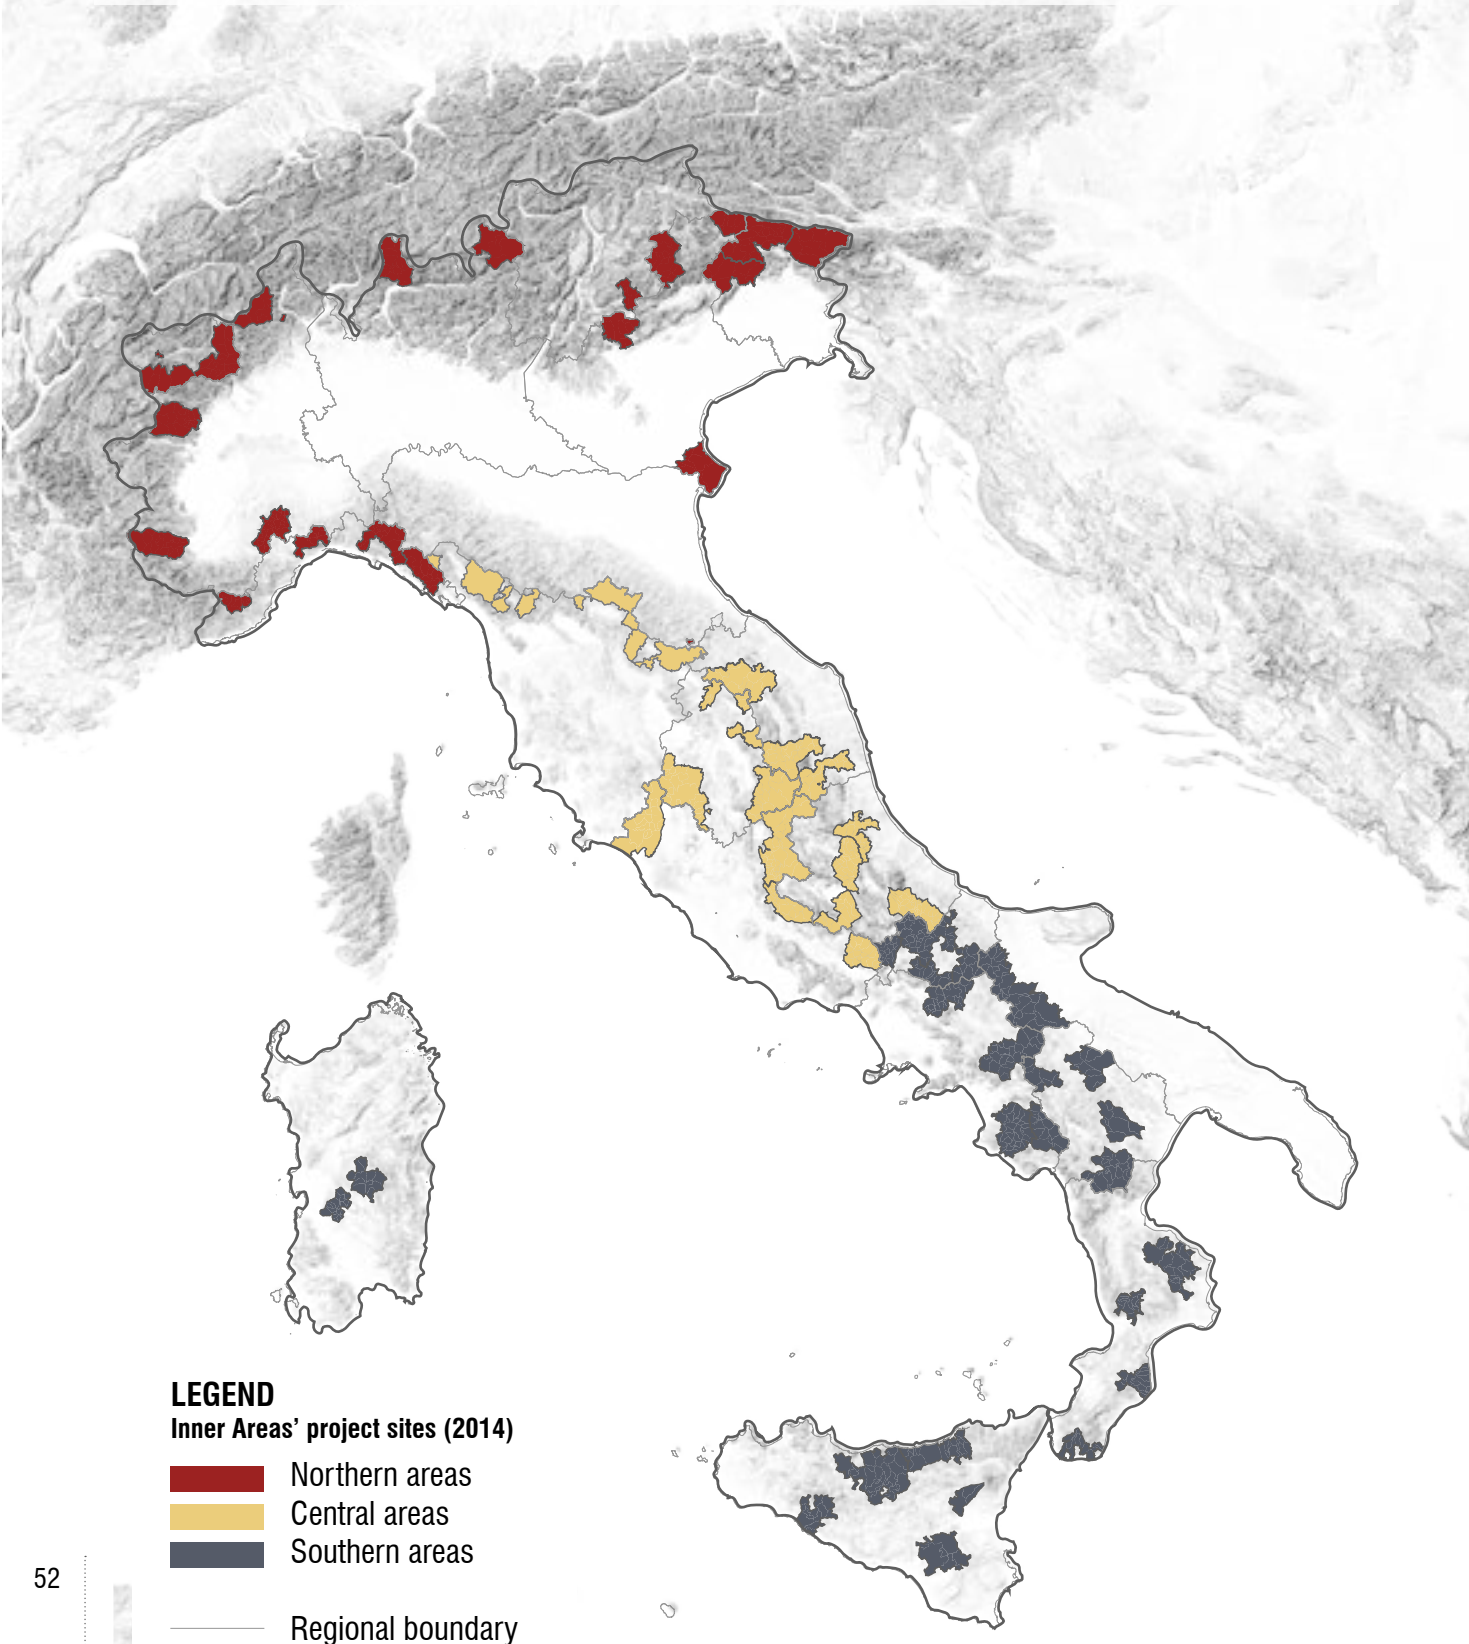 LEGEND
Inner Areas’ project sites (2014)
Northern areas
Central areas
Southern areas
52
Regional boundary